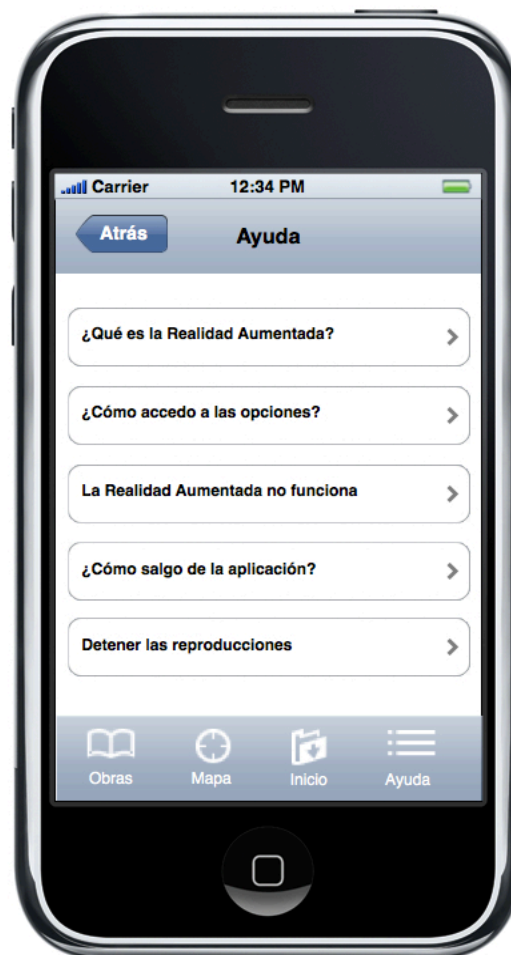 Carrier 12:34 PM
Atrás Ayuda
¿Qué es la Realidad Aumentada?
¿Cómo accedo a las opciones?
La Realidad Aumentada no funciona
¿Cómo salgo de la aplicación?
Detener las reproducciones
Obras Mapa Inicio Ayuda